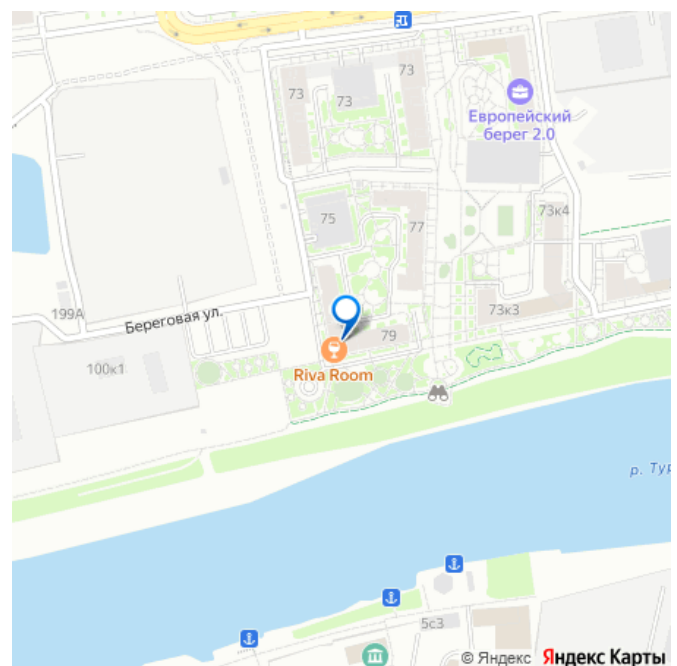 73
73
73
Европейский
берег 2.0
75
77
73к4
199А
Береговая ул.
73к3
100к1
79
Riva Room
р. Тур
5с3
© Яндекс Яндекс Карты